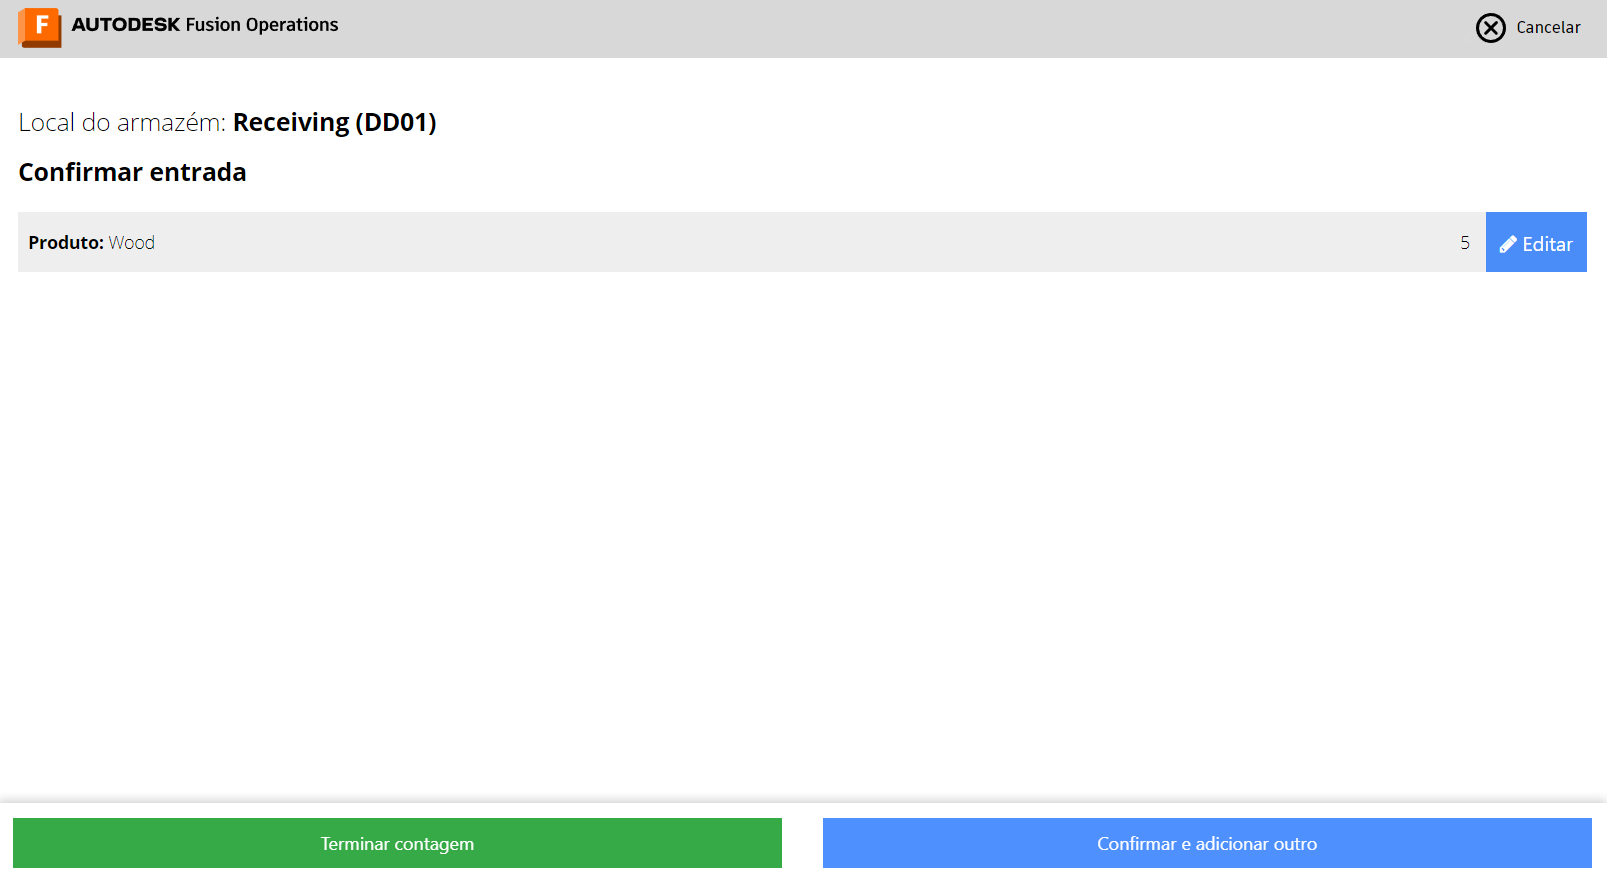 F AUTODESK Fusion Operations
Cancelar
Local do armazém: Receiving (DD01)
Confirmar entrada
Produto: Wood
5
Editar
Terminar contagem
Confirmar e adicionar outro